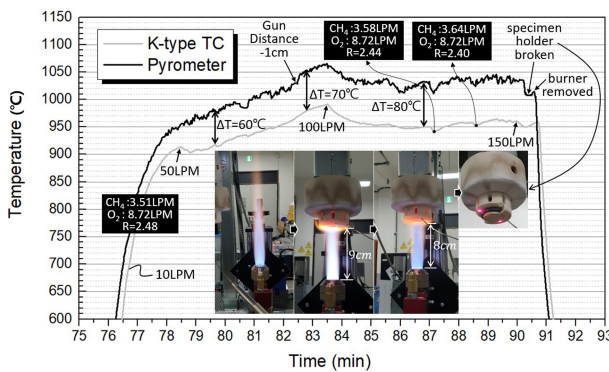 1150
1100
1050
1000
950
900
850
800
750
700
650
600
Temperature (℃)
K-type TC
Pyrometer
Gun
Distance
-1cm
CH₄:3.58LPM
O₂: 8.72LPM
R=2.44
CH₄:3.64LPM
O₂: 8.72LPM
R=2.40
specimen
holder
broken
burner
removed
ΔT=60℃
ΔT=70℃
ΔT=80℃
50LPM
100LPM
150LPM
CH₄:3.51LPM
O₂: 8.72LPM
R=2.48
10LPM
9cm
8cm
75 76 77 78 79 80 81 82 83 84 85 86 87 88 89 90 91 92 93
Time (min)